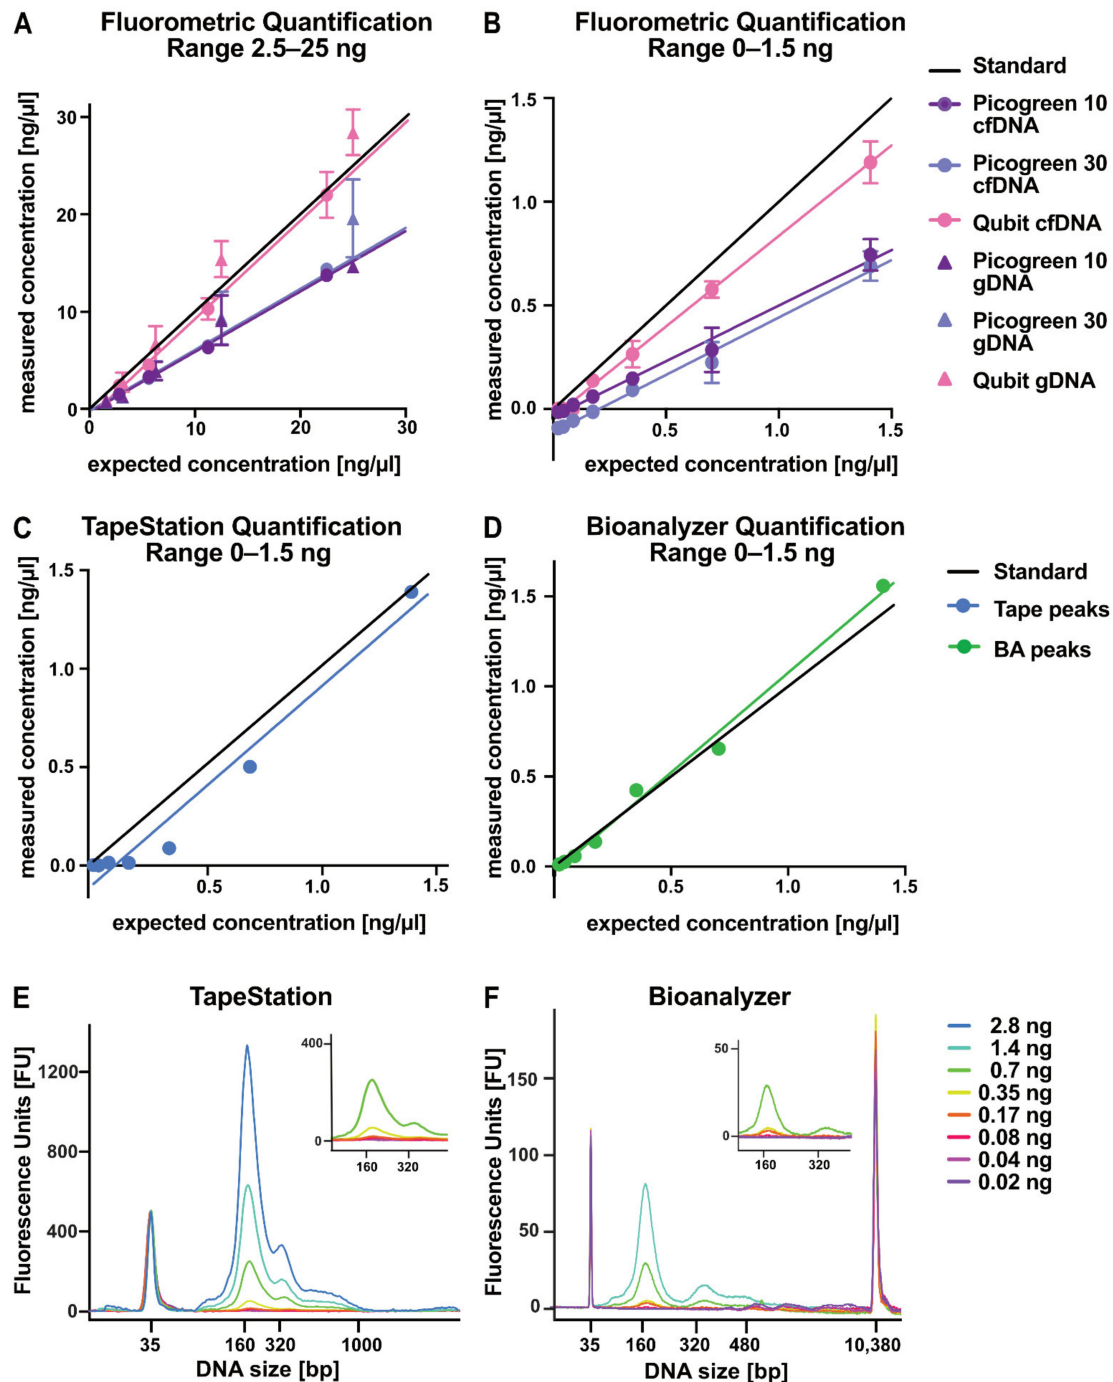 A
Fluorometric Quantification
Range 2.5–25 ng
measured concentration [ng/µl]
30
20
10
0
0
10
20
30
expected concentration [ng/µl]
B
Fluorometric Quantification
Range 0–1.5 ng
measured concentration [ng/µl]
1.5
1.0
0.5
0.0
0.5
1.0
1.5
expected concentration [ng/µl]
Standard
Picogreen 10
cfDNA
Picogreen 30
cfDNA
Qubit cfDNA
Picogreen 10
gDNA
Picogreen 30
gDNA
Qubit gDNA
C
TapeStation Quantification
Range 0–1.5 ng
measured concentration [ng/µl]
1.5
1.0
0.5
0.0
0.5
1.0
1.5
expected concentration [ng/µl]
D
Bioanalyzer Quantification
Range 0–1.5 ng
measured concentration [ng/µl]
1.5
1.0
0.5
0.0
0.5
1.0
1.5
expected concentration [ng/µl]
Standard
Tape peaks
BA peaks
E
TapeStation
Fluorescence Units [FU]
1200
800
400
0
35
160
320
1000
DNA size [bp]
400
0
160
320
F
Bioanalyzer
Fluorescence Units [FU]
150
100
50
0
35
160
320
480
10,380
DNA size [bp]
50
0
160
320
2.8 ng
1.4 ng
0.7 ng
0.35 ng
0.17 ng
0.08 ng
0.04 ng
0.02 ng